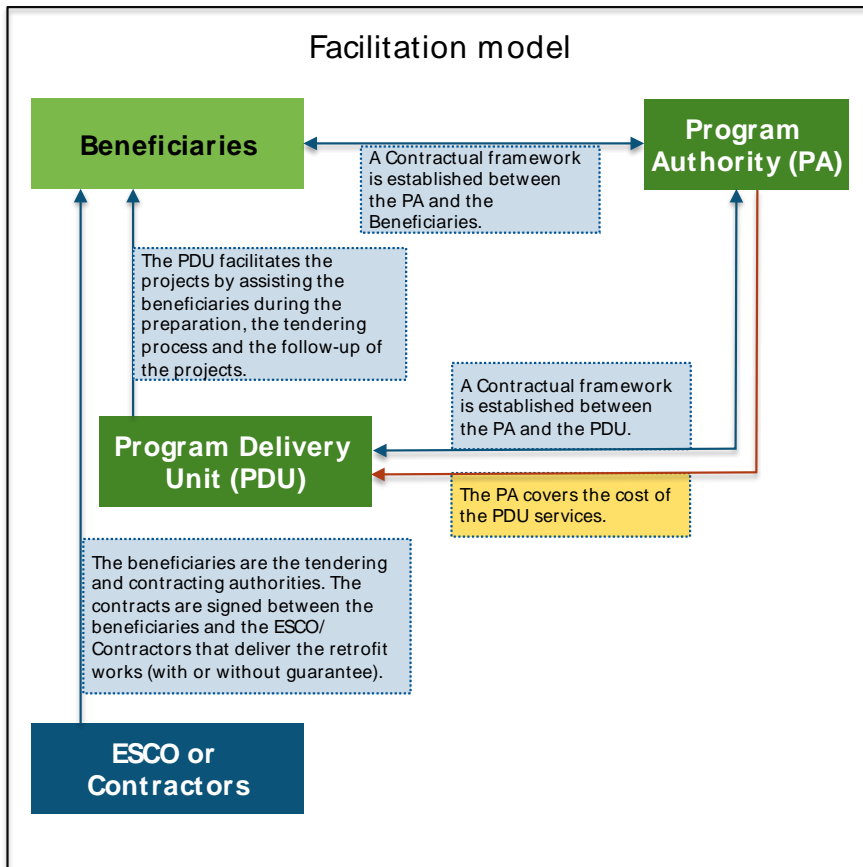 Facilitation model
Beneficiaries
Program
Authority (PA)
A Contractual framework
is established between
the PA and the
Beneficiaries.
The PDU facilitates the
projects by assisting the
beneficiaries during the
preparation, the tendering
process and the follow-up of
the projects.
A Contractual framework
is established between
the PA and the PDU.
Program Delivery
Unit (PDU)
The PA covers the cost of
the PDU services.
The beneficiaries are the tendering
and contracting authorities. The
contracts are signed between the
beneficiaries and the ESCO/
Contractors that deliver the retrofit
works (with or without guarantee).
ESCO or
Contractors